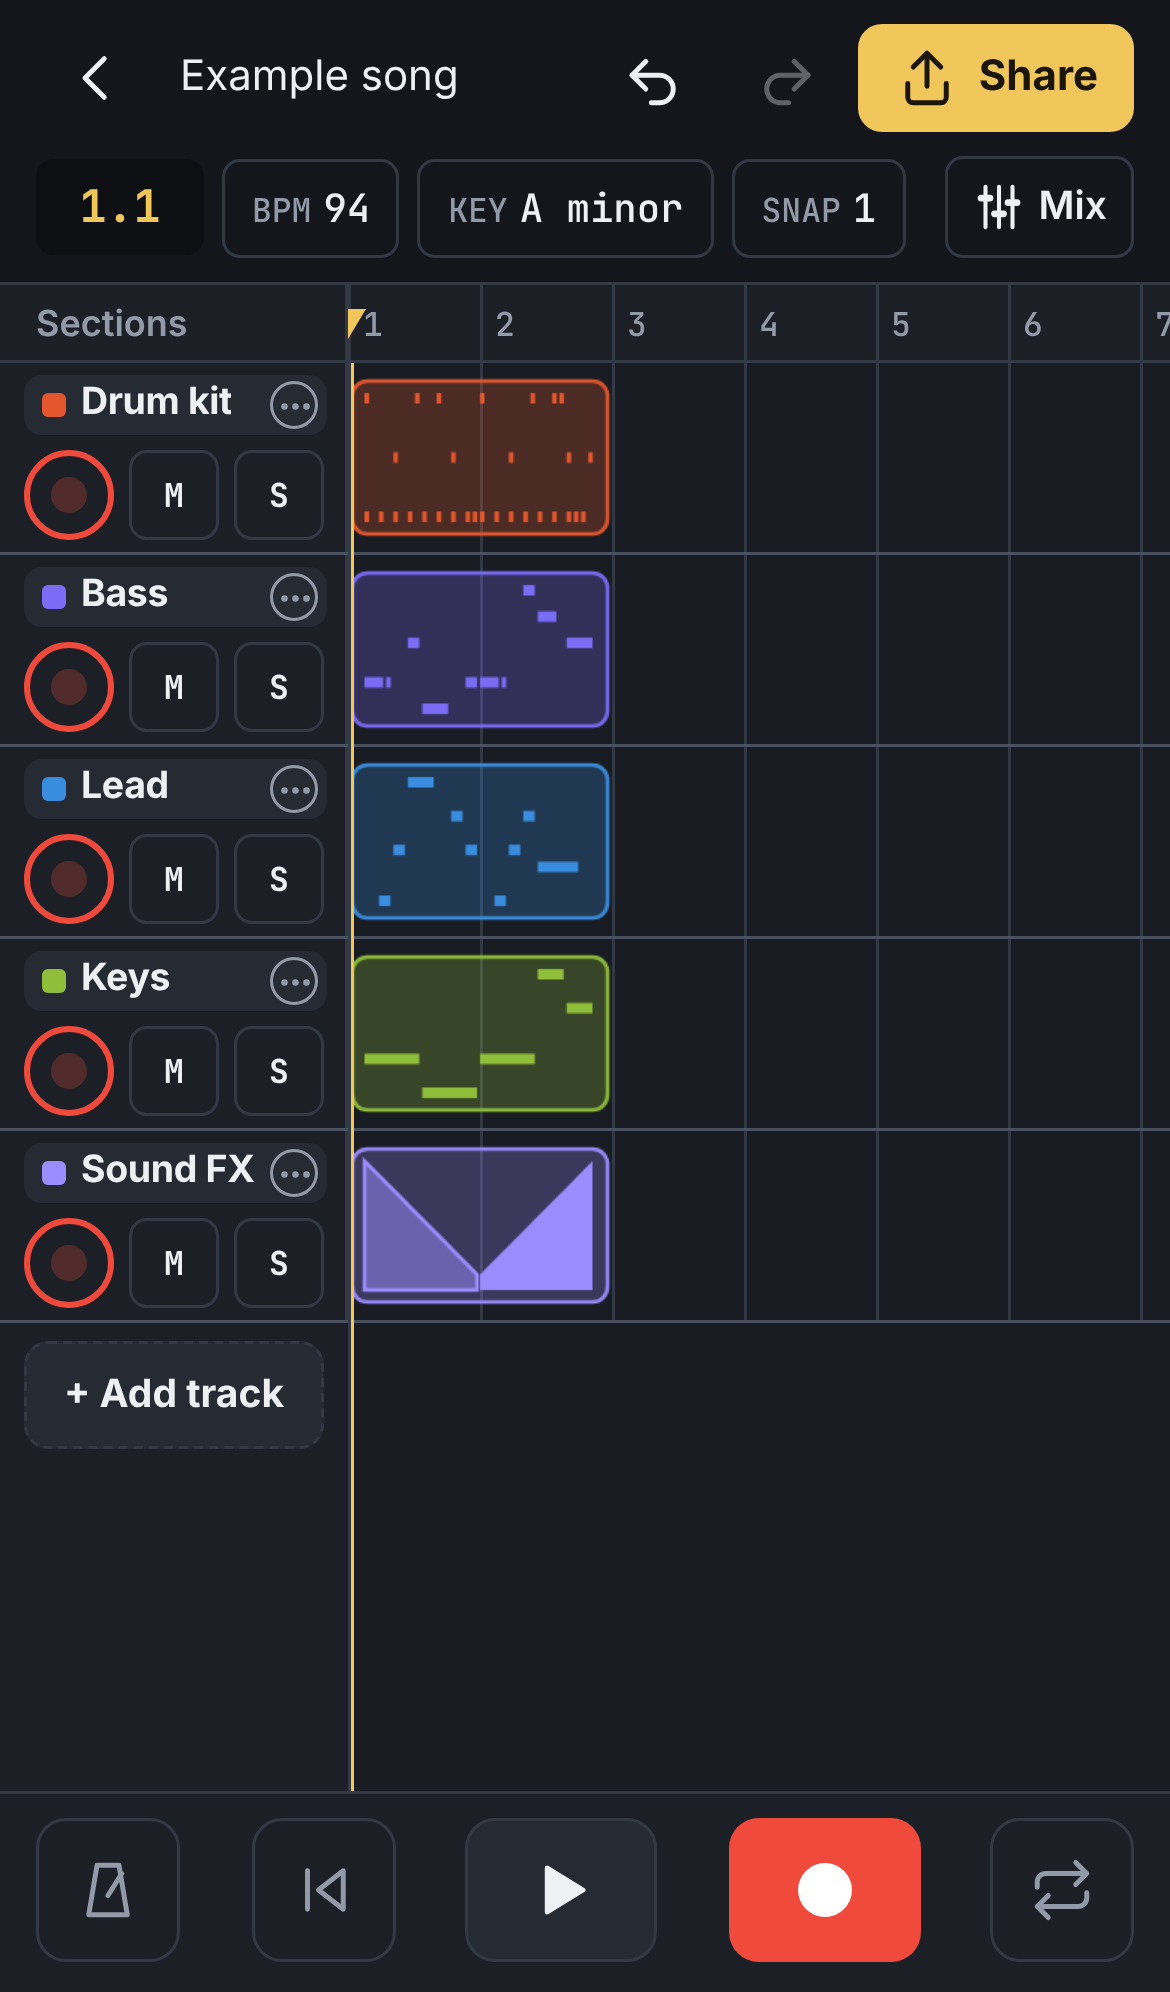 Example song
Share
1.1 BPM 94 KEY A minor SNAP 1 Mix
Sections 1 2 3 4 5 6 7
Drum kit
M S
Bass
M S
Lead
M S
Keys
M S
Sound FX
M S
+ Add track